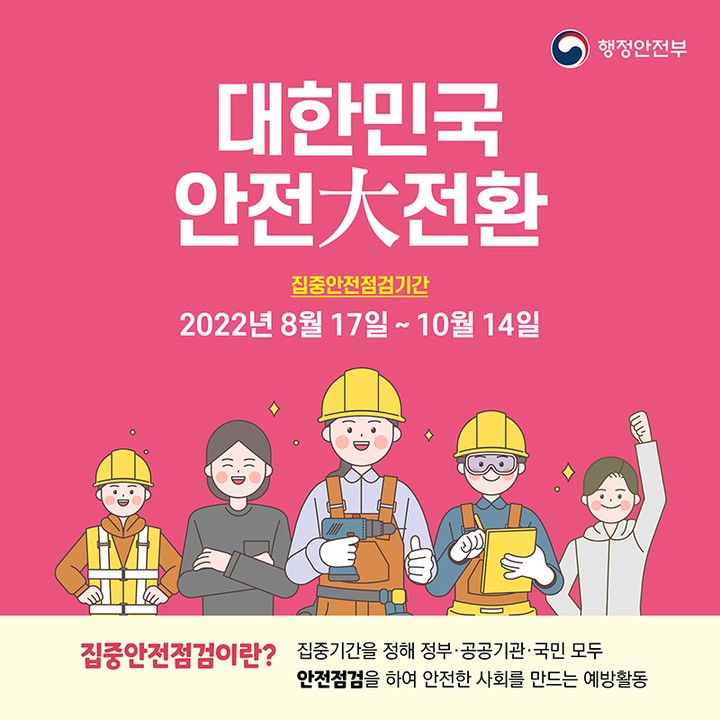 행정안전부
대한민국
안전大전환
집중안전점검기간
2022년 8월 17일 ~ 10월 14일
집중안전점검이란?
집중기간을 정해 정부·공공기관·국민 모두
안전점검을 하여 안전한 사회를 만드는 예방활동